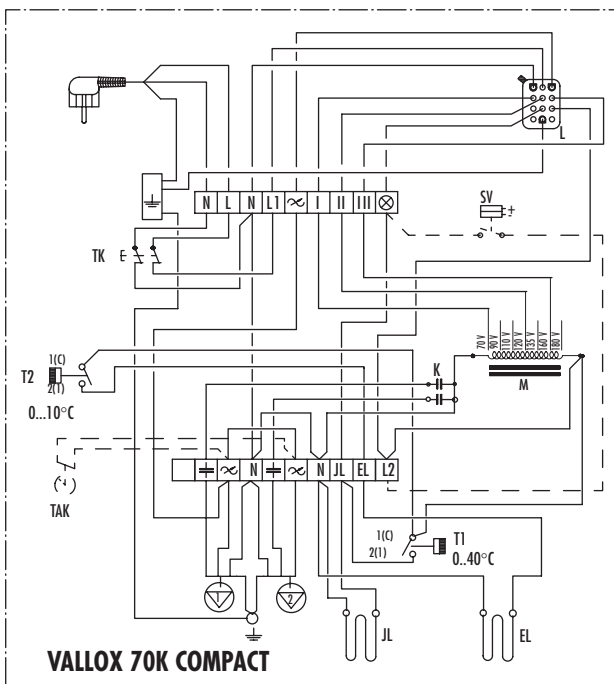 L
SV
N L N L1 I II III
TK
70 V 90 V 110 V 120 V 135 V 160 V 180 V
1(C)
T2
2(1)
0...10°C
K
M
N N JL EL L2
TAK
1(C)
2(1)
T1
0..40°C
1 2
JL
EL
VALLOX 70K COMPACT